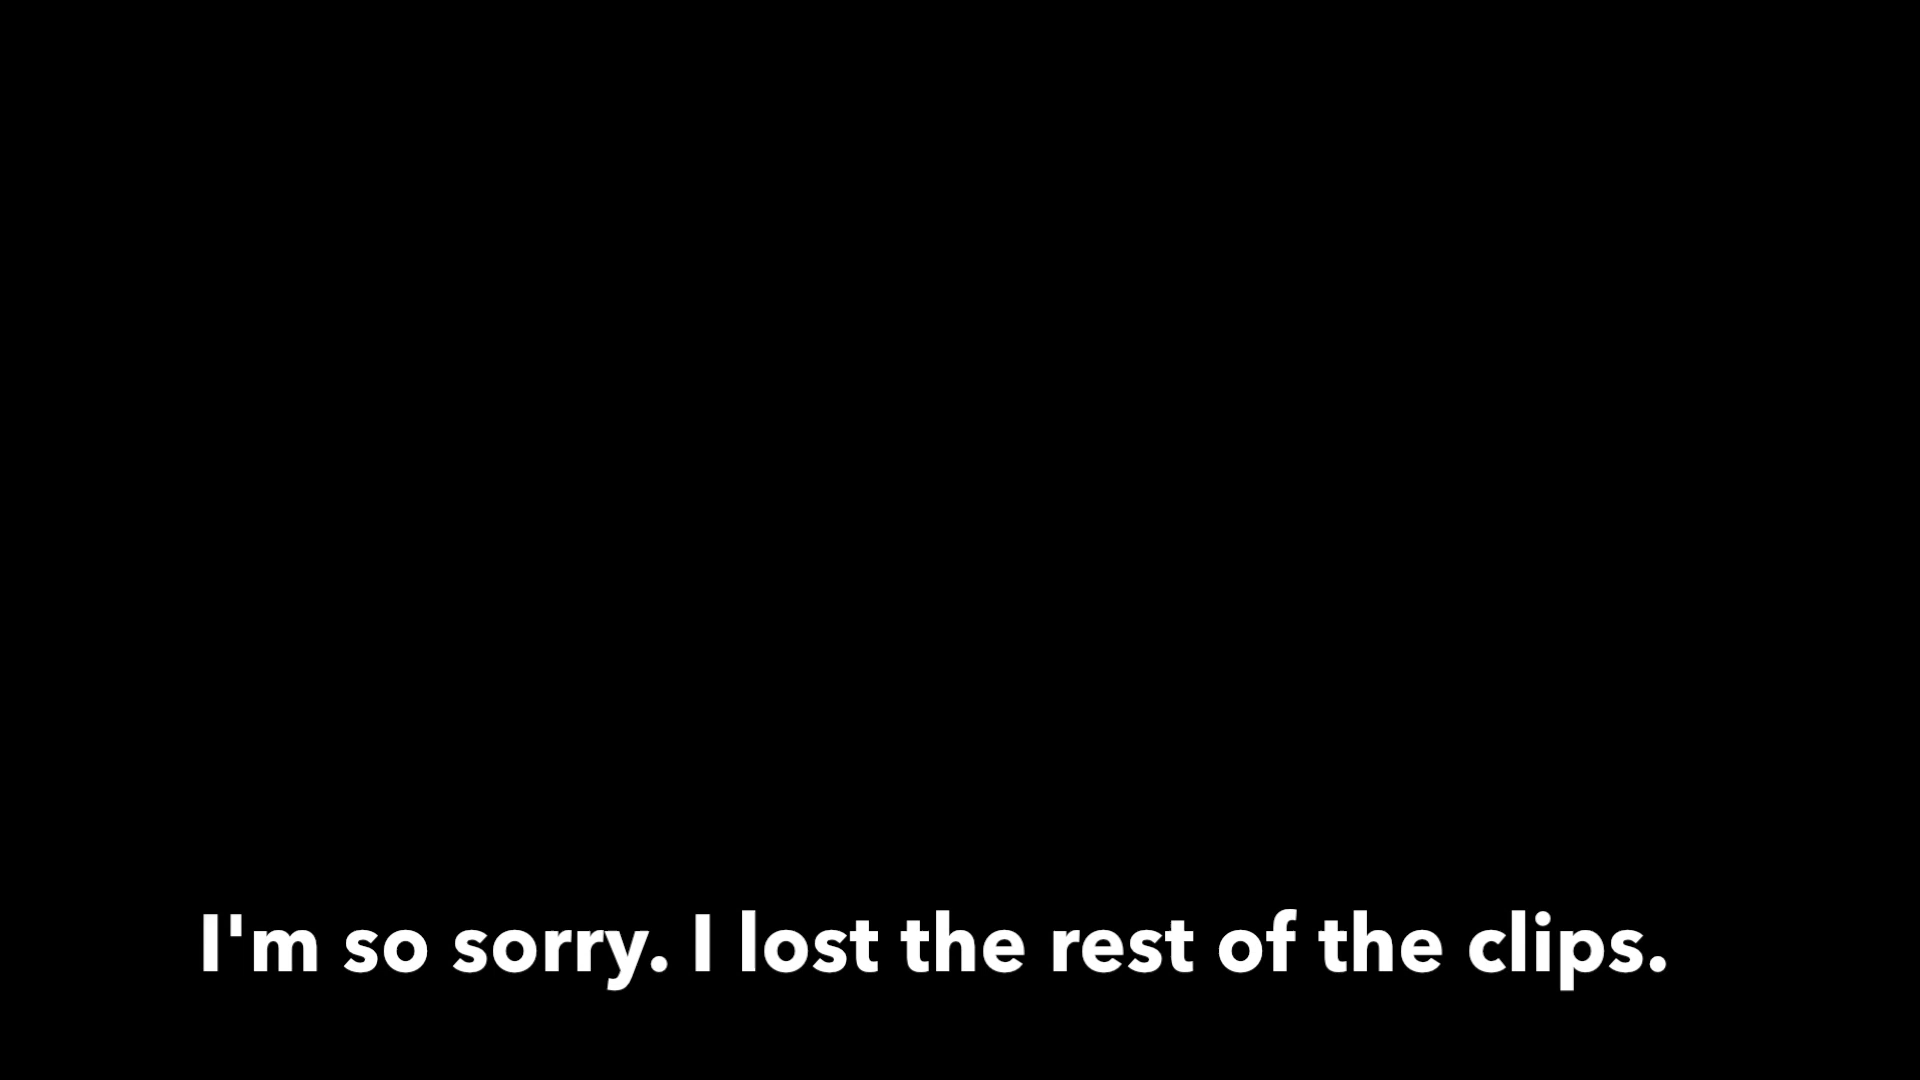 I'm so sorry. I lost the rest of the clips.